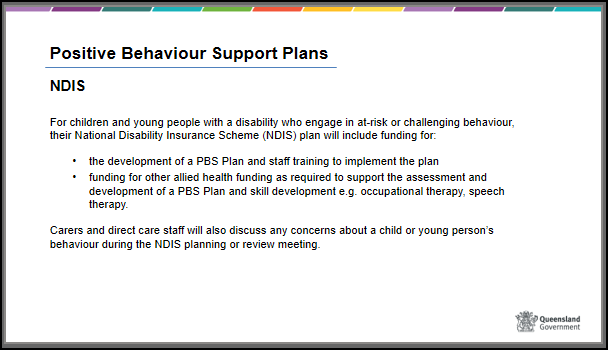 Positive Behaviour Support Plans
NDIS
For children and young people with a disability who engage in at-risk or challenging behaviour,
their National Disability Insurance Scheme (NDIS) plan will include funding for:
• the development of a PBS Plan and staff training to implement the plan
• funding for other allied health funding as required to support the assessment and
development of a PBS Plan and skill development e.g. occupational therapy, speech
therapy.
Carers and direct care staff will also discuss any concerns about a child or young person's
behaviour during the NDIS planning or review meeting.
Queensland
Government